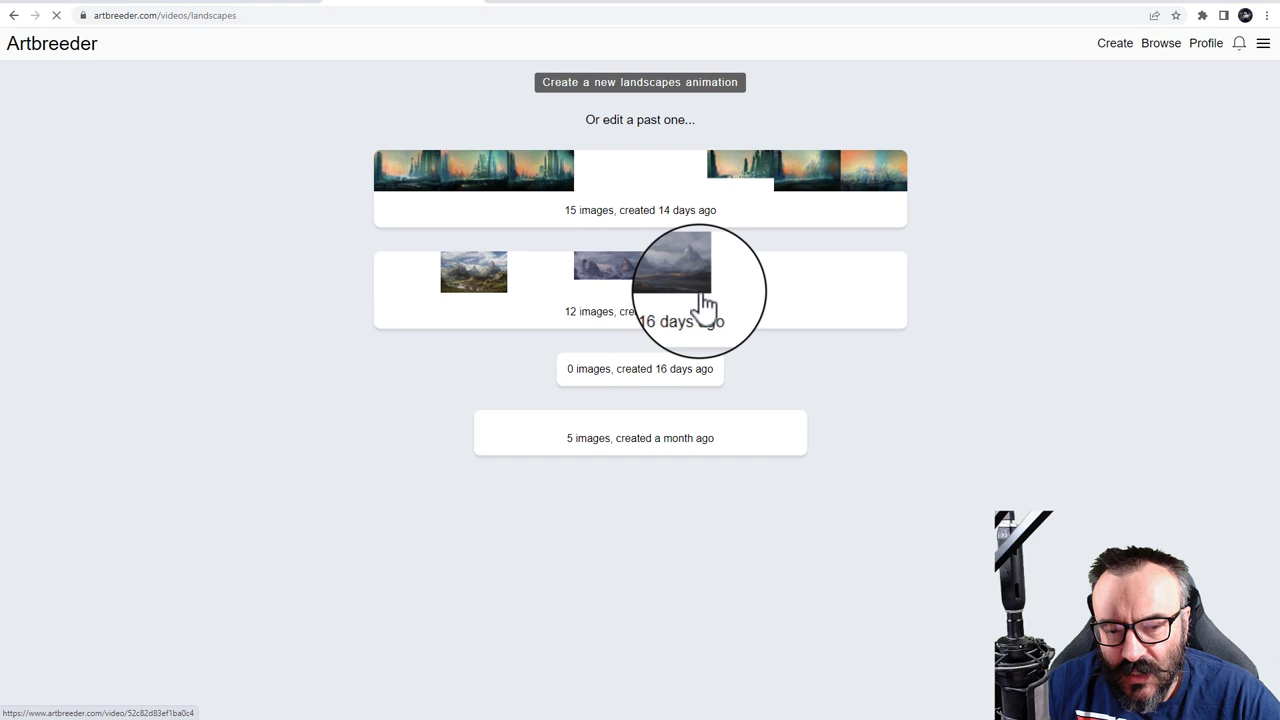 artbreeder.com/videos/landscapes
Artbreeder
Create Browse Profile
Create a new landscapes animation
Or edit a past one...
15 images, created 14 days ago
12 images, cre
16 days ago
0 images, created 16 days ago
5 images, created a month ago
https://www.artbreeder.com/video/52c82d83ef1ba0c4